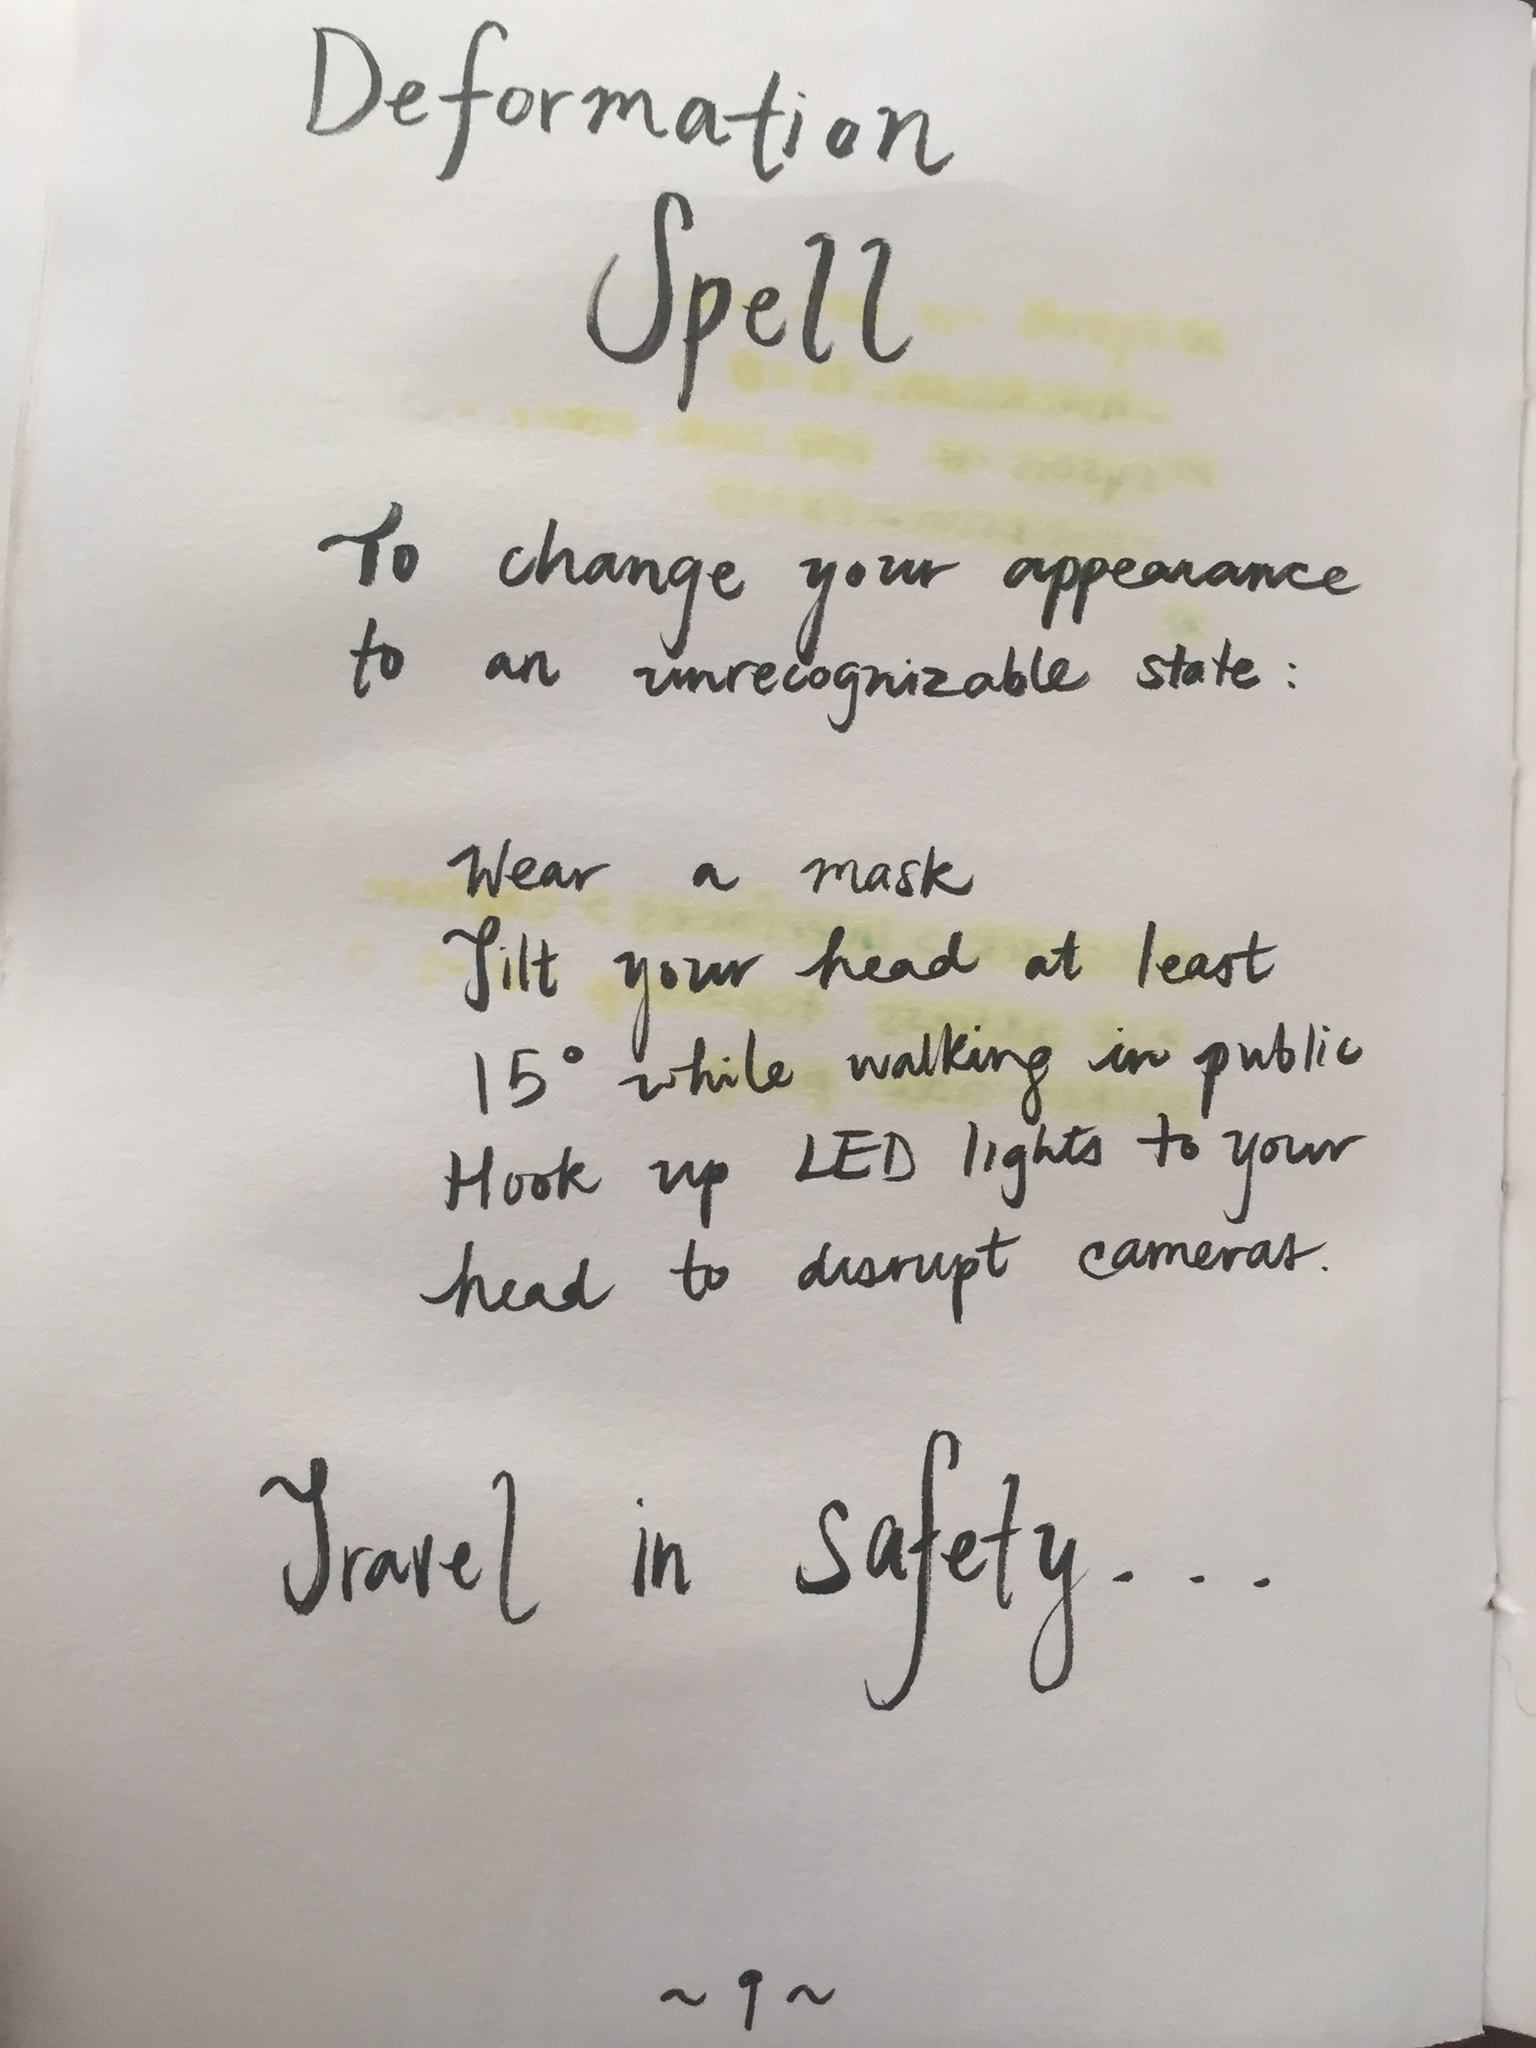 Deformation
Spell
To change your appearance
to an unrecognizable state:
Wear a mask
Tilt your head at least
15° while walking in public
Hook up LED lights to your
head to disrupt cameras.
Travel in safety...
~ 9 ~